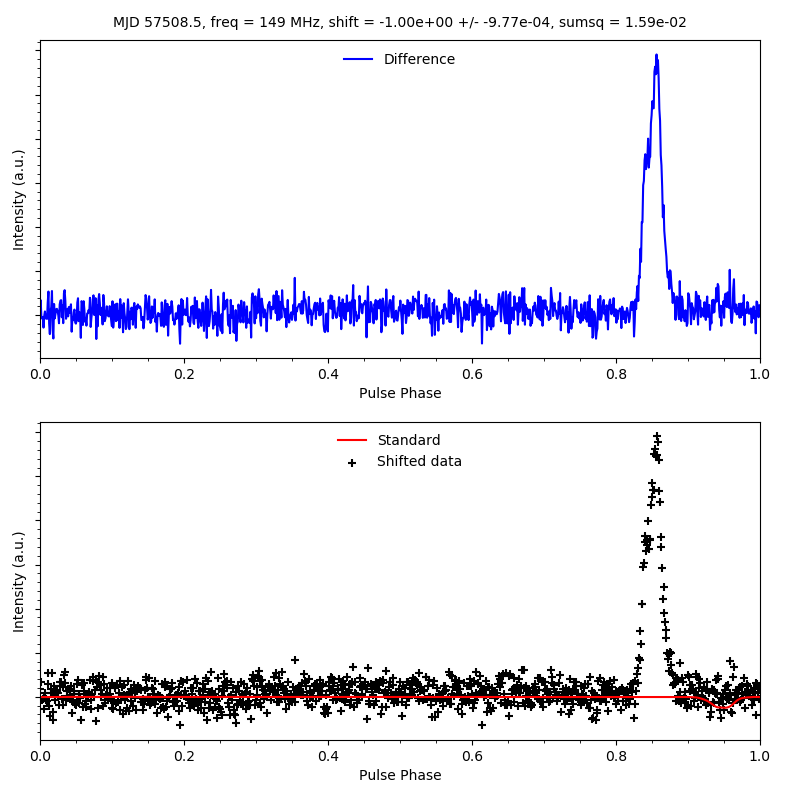 MJD 57508.5, freq = 149 MHz, shift = -1.00e+00 +/- -9.77e-04, sumsq = 1.59e-02
Difference
Intensity (a.u.)
0.0 0.2 0.4 0.6 0.8 1.0
Pulse Phase
Standard
Shifted data
Intensity (a.u.)
0.0 0.2 0.4 0.6 0.8 1.0
Pulse Phase